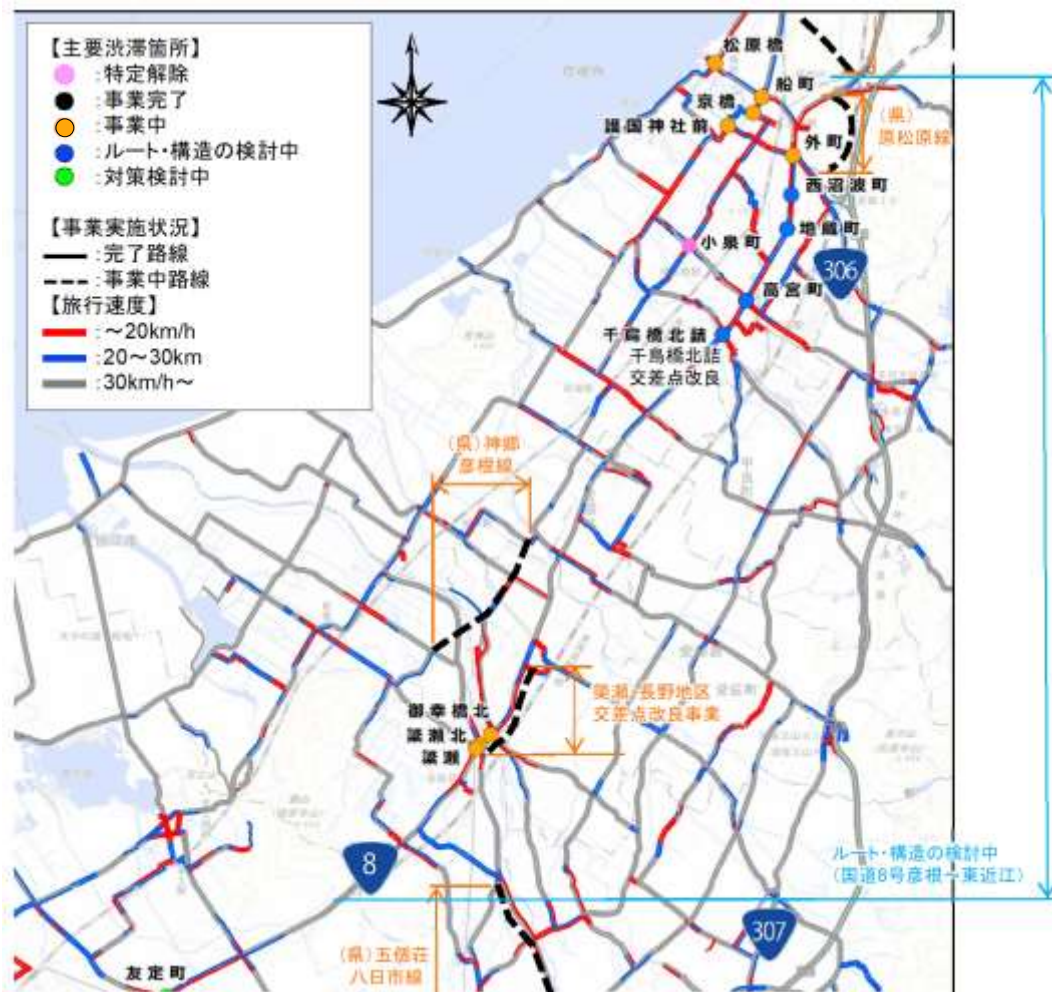 【主要渋滞箇所】
:特定解除
:事業完了
:事業中
:ルート・構造の検討中
:対策検討中
【事業実施状況】
:完了路線
:事業中路線
【旅行速度】
:～20km/h
:20～30km
:30km/h～
松原橋
船町
京橋
護国神社前
(県)
原松原線
外町
西沼波町
地蔵町
小泉町
306
高宮町
千鳥橋北詰
千鳥橋北詰
交差点改良
(県)神郷
彦根線
簗瀬・長野地区
交差点改良事業
御幸橋北
簗瀬北
簗瀬
8
ルート・構造の検討中
(国道8号彦根～東近江)
307
(県)五個荘
八日市線
友定町